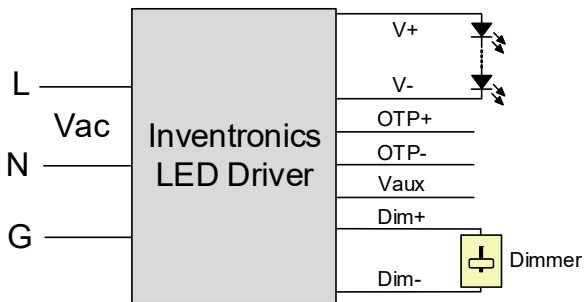 L
Vac
N
G
Inventronics
LED Driver
V+
V-
OTP+
OTP-
Vaux
Dim+
Dim-
Dimmer